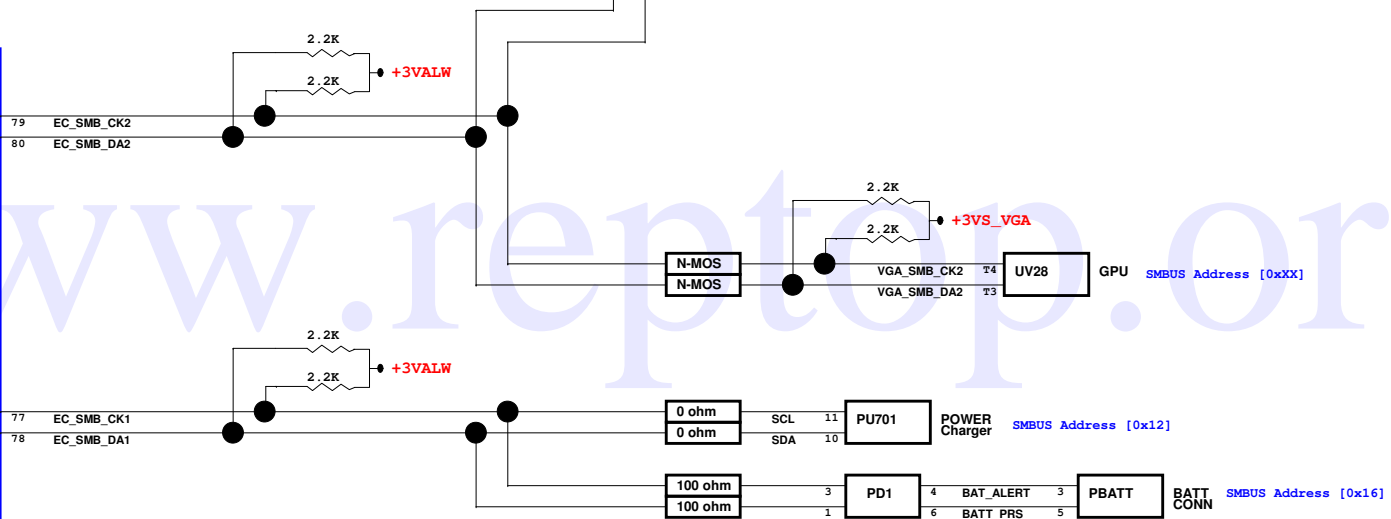 2.2K
+3VALW
2.2K
79 EC_SMB_CK2
80 EC_SMB_DA2
2.2K
+3VS_VGA
2.2K
N-MOS VGA_SMB_CK2 T4 UV28 GPU SMBUS Address [0xXX]
N-MOS VGA_SMB_DA2 T3
www.reptop.or
2.2K
+3VALW
2.2K
77 EC_SMB_CK1
78 EC_SMB_DA1
0 ohm SCL 11 PU701 POWER
Charger SMBUS Address [0x12]
0 ohm SDA 10
100 ohm 3 PD1 4 BAT_ALERT 3 PBATT BATT
CONN SMBUS Address [0x16]
100 ohm 1 6 BATT PRS 5